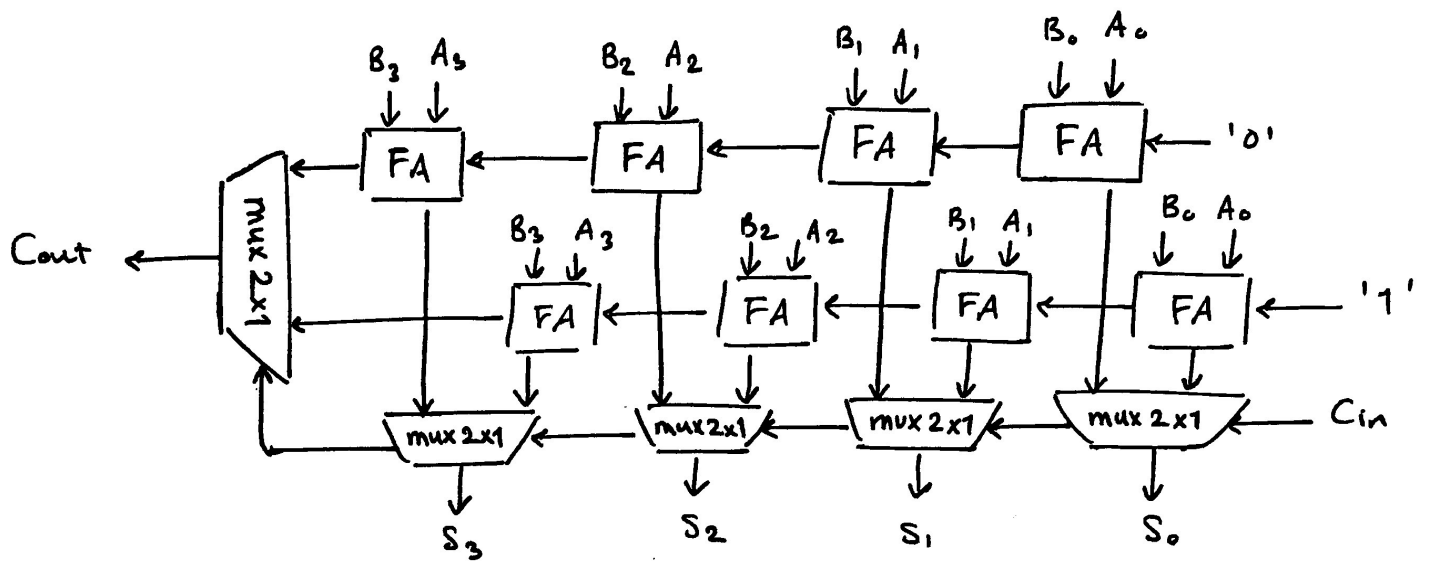 B₃ A₃ B₂ A₂ B₁ A₁ B₀ A₀
FA FA FA FA '0'
mux 2x1
B₃ A₃ B₂ A₂ B₁ A₁ B₀ A₀
Cout
FA FA FA FA '1'
mux 2x1 mux 2x1 mux 2x1 mux 2x1 Cin
S₃ S₂ S₁ S₀